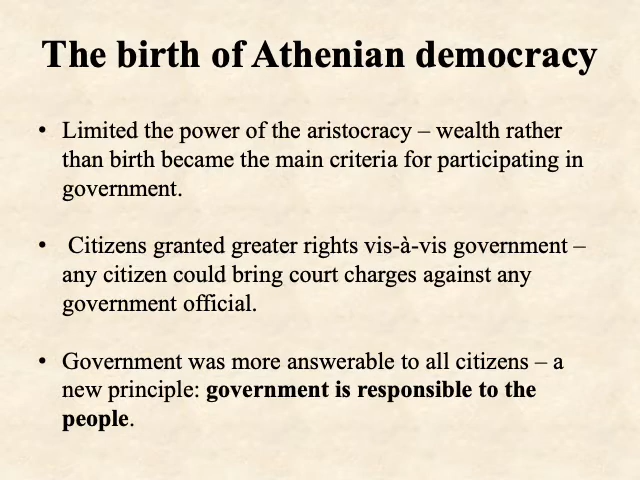 The birth of Athenian democracy
• Limited the power of the aristocracy – wealth rather
than birth became the main criteria for participating in
government.
• Citizens granted greater rights vis-à-vis government –
any citizen could bring court charges against any
government official.
• Government was more answerable to all citizens – a
new principle: government is responsible to the
people.